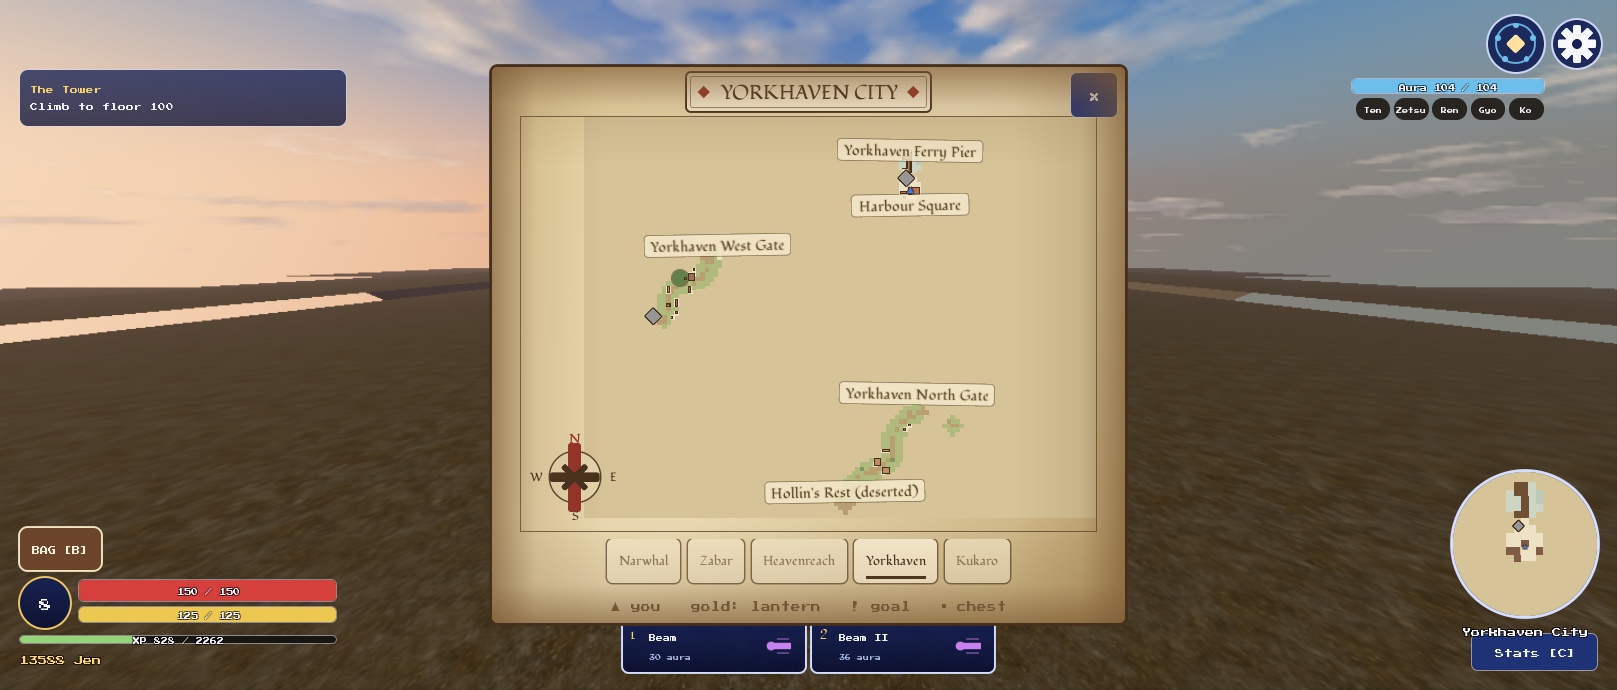 The Tower
Climb to floor 100
YORKHAVEN CITY
x
Aura 104 / 104
Ten Zetsu Ren Gyo Ko
Yorkhaven Ferry Pier
Harbour Square
Yorkhaven West Gate
Yorkhaven North Gate
Hollin's Rest (deserted)
N
W E
S
Narwhal Zabar Heavenreach Yorkhaven Kukaro
▲ you gold: lantern ! goal ▪ chest
BAG [B]
8
150 / 150
125 / 125
XP 828 / 2262
13588 Jen
1 Beam
30 aura
2 Beam II
36 aura
Yorkhaven City
Stats [C]